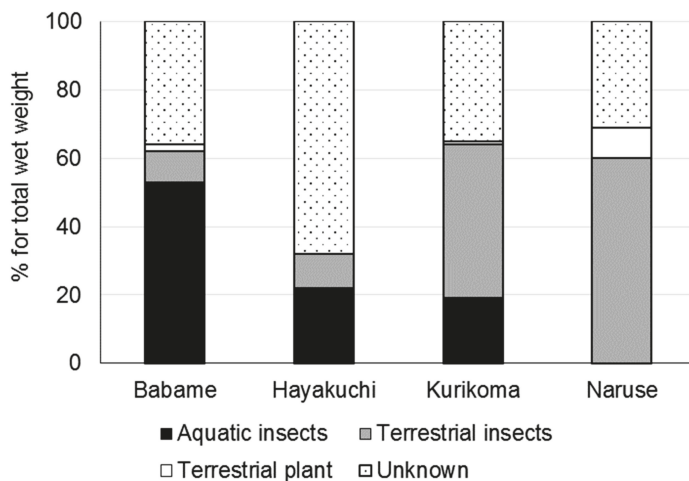 % for total wet weight
100
80
60
40
20
0
Babame Hayakuchi Kurikoma Naruse
Aquatic insects Terrestrial insects
Terrestrial plant Unknown